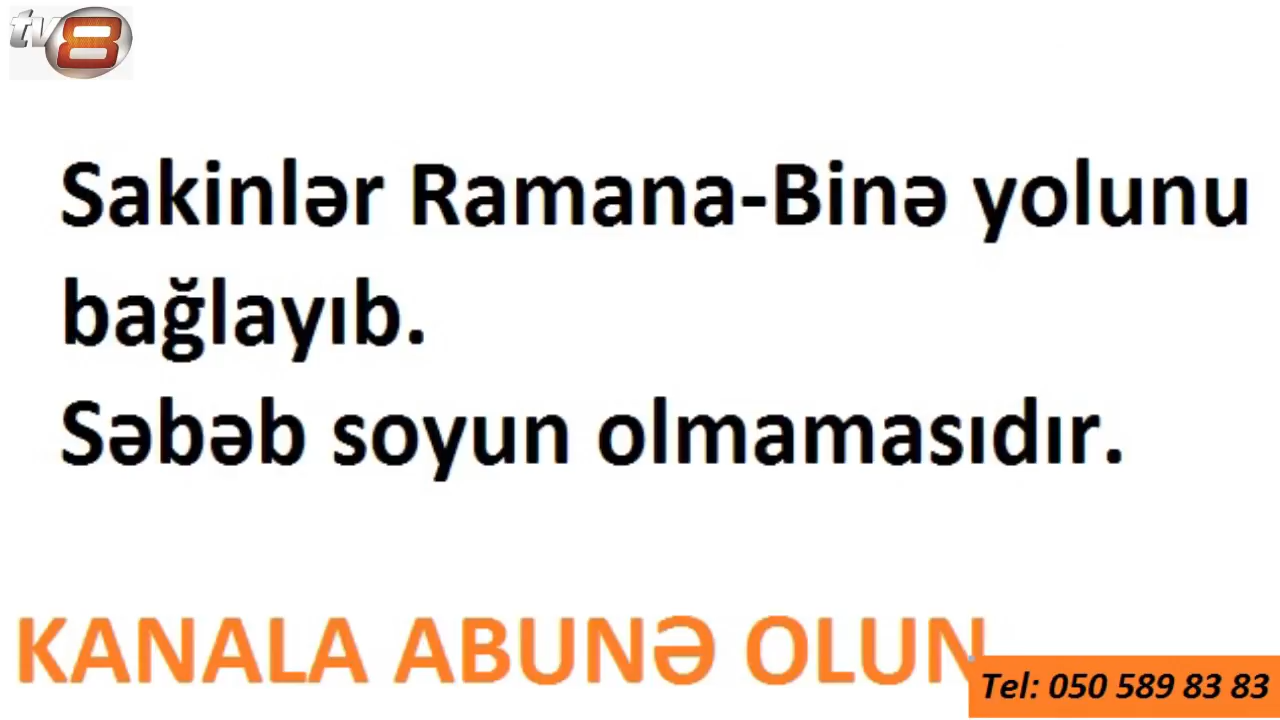 tv8
Sakinlər Ramana-Binə yolunu
bağlayıb.
Səbəb soyun olmamasıdır.
KANALA ABUNƏ OLUN
Tel: 050 589 83 83